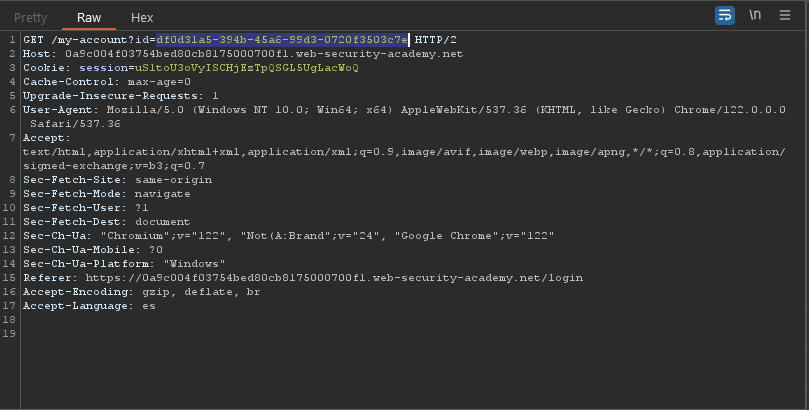 Pretty Raw Hex \n
1 GET /my-account?id=df0d31a5-394b-45a6-99d3-0720f3503c7e HTTP/2
2 Host: 0a9c004f03754bed80cb8175000700f1.web-security-academy.net
3 Cookie: session=uSltoU3oVyISCHjEzTpQSGL5UgLacWoQ
4 Cache-Control: max-age=0
5 Upgrade-Insecure-Requests: 1
6 User-Agent: Mozilla/5.0 (Windows NT 10.0; Win64; x64) AppleWebKit/537.36 (KHTML, like Gecko) Chrome/122.0.0.0
Safari/537.36
7 Accept:
text/html,application/xhtml+xml,application/xml;q=0.9,image/avif,image/webp,image/apng,*/*;q=0.8,application/
signed-exchange;v=b3;q=0.7
8 Sec-Fetch-Site: same-origin
9 Sec-Fetch-Mode: navigate
10 Sec-Fetch-User: ?1
11 Sec-Fetch-Dest: document
12 Sec-Ch-Ua: "Chromium";v="122", "Not(A:Brand";v="24", "Google Chrome";v="122"
13 Sec-Ch-Ua-Mobile: ?0
14 Sec-Ch-Ua-Platform: "Windows"
15 Referer: https://0a9c004f03754bed80cb8175000700f1.web-security-academy.net/login
16 Accept-Encoding: gzip, deflate, br
17 Accept-Language: es
18
19